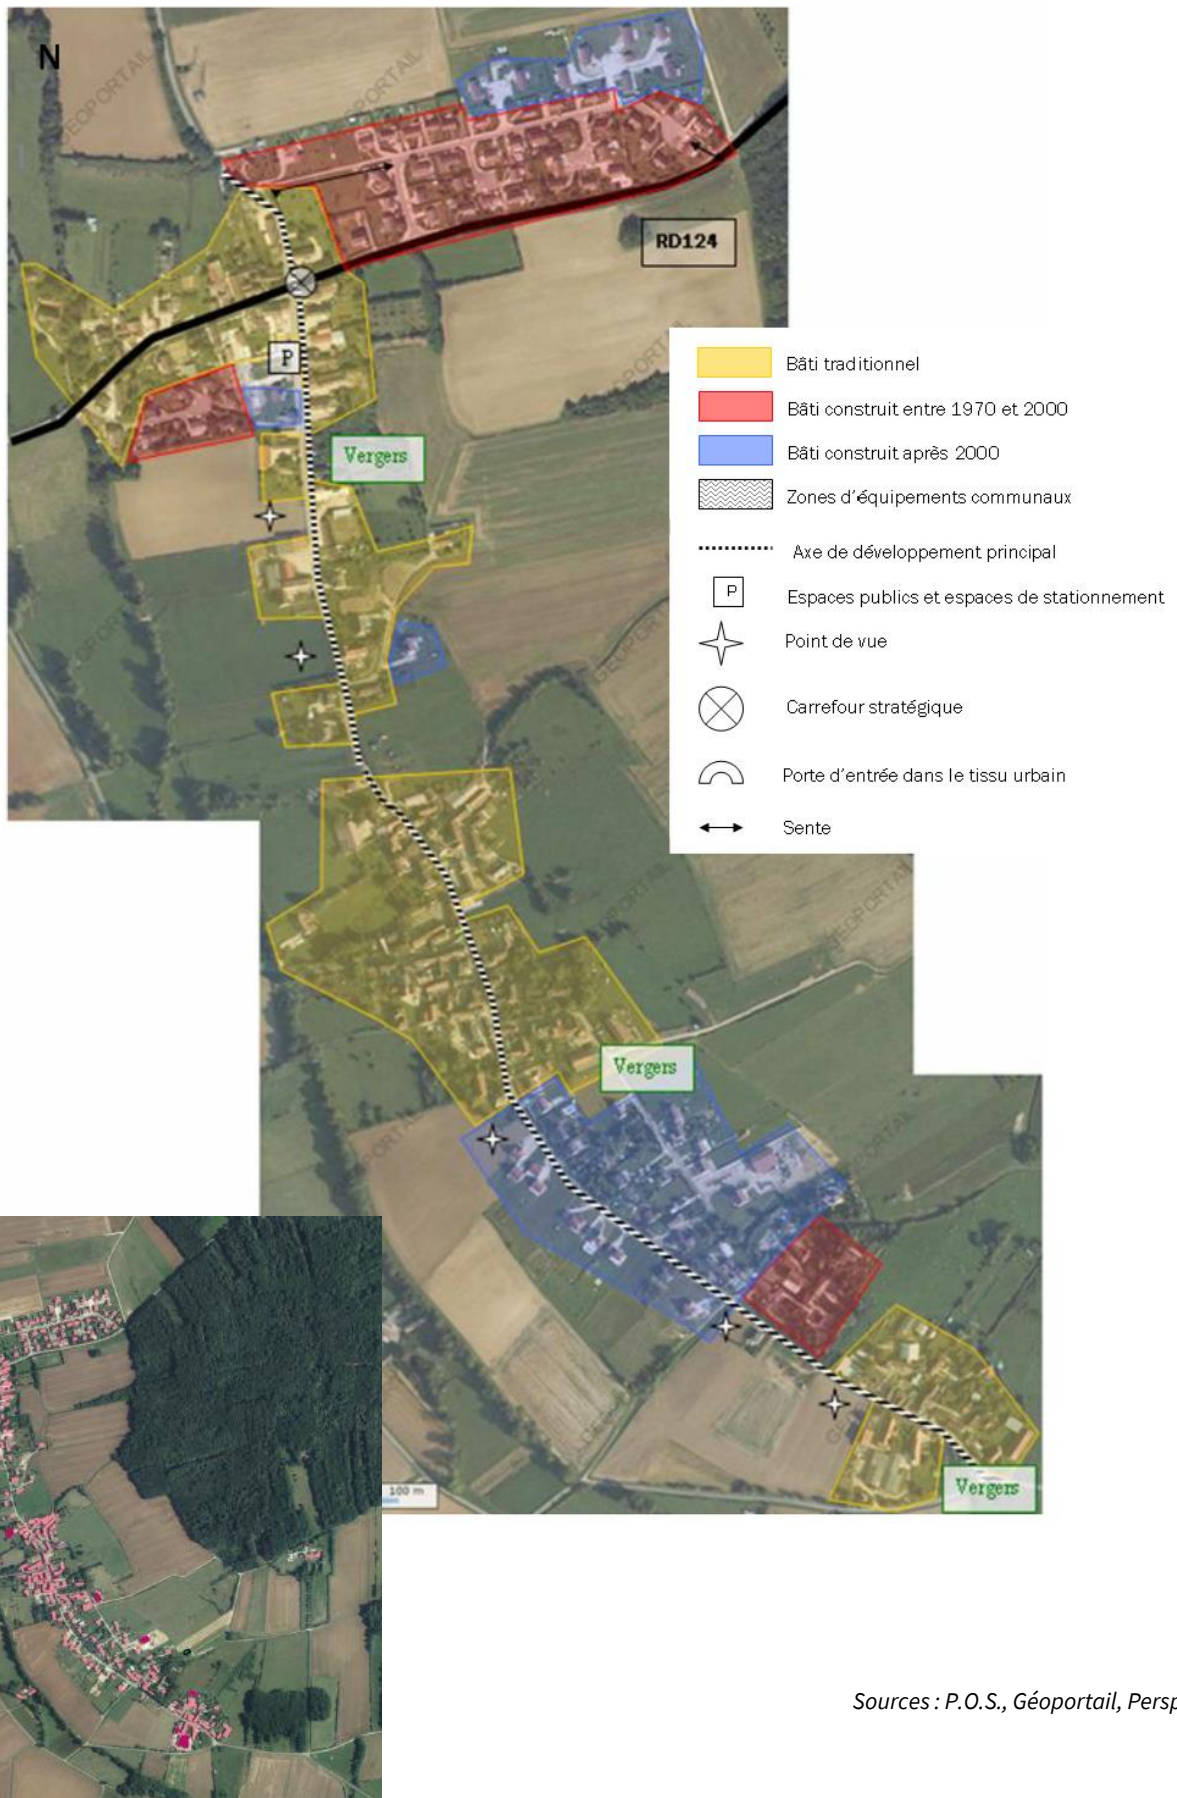 N
GEOPORTAIL
GEOPORTAIL
RD124
P
Vergers
Bâti traditionnel
Bâti construit entre 1970 et 2000
Bâti construit après 2000
Zones d'équipements communaux
Axe de développement principal
P
Espaces publics et espaces de stationnement
Point de vue
Carrefour stratégique
Porte d'entrée dans le tissu urbain
Sente
Vergers
100 m
Vergers
Sources : P.O.S., Géoportail, Persp